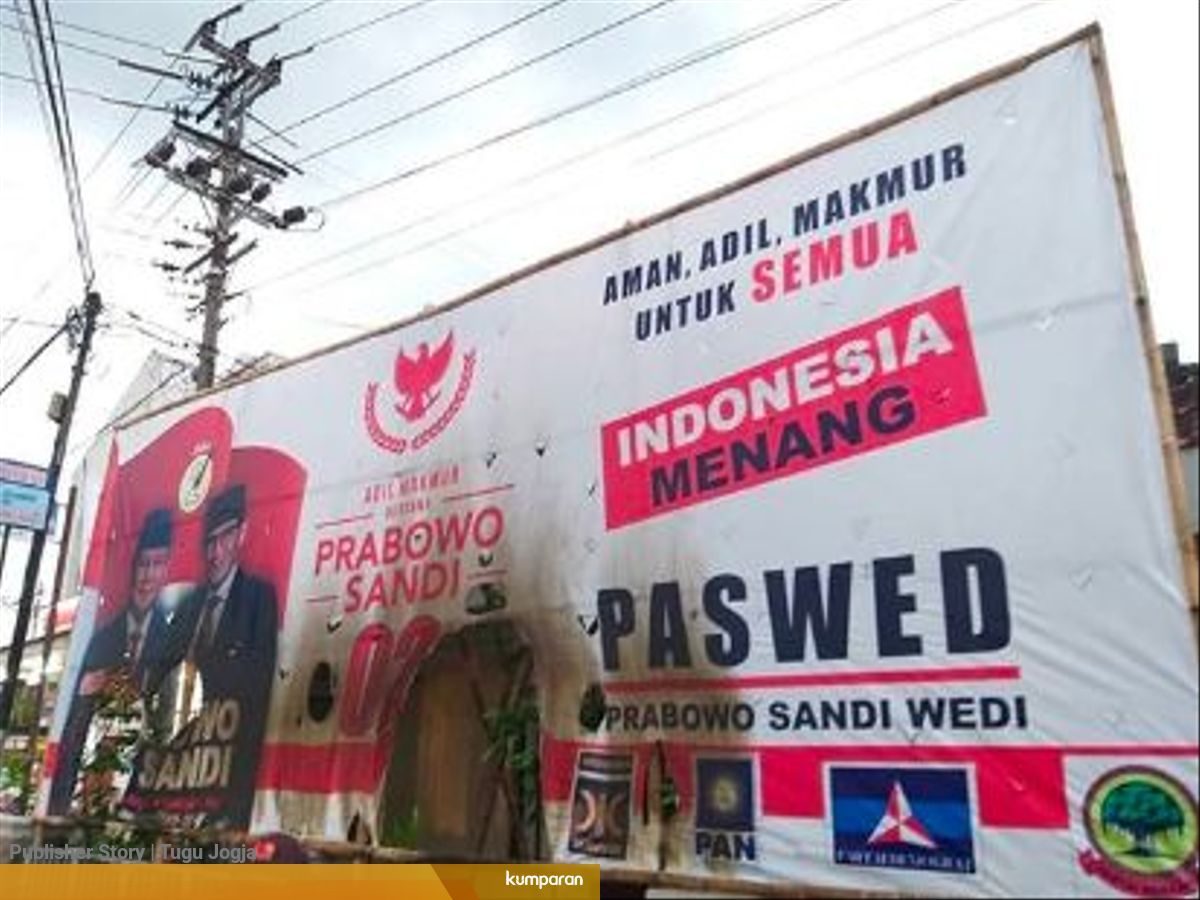 AMAN, ADIL, MAKMUR
UNTUK SEMUA
INDONESIA
MENANG
ADIL MAKMUR
PRABOWO
SANDI
02
PASWED
PRABOWO SANDI WEDI
SANDI
PAN
Publisher Story | Tugu Jogja
kumparan